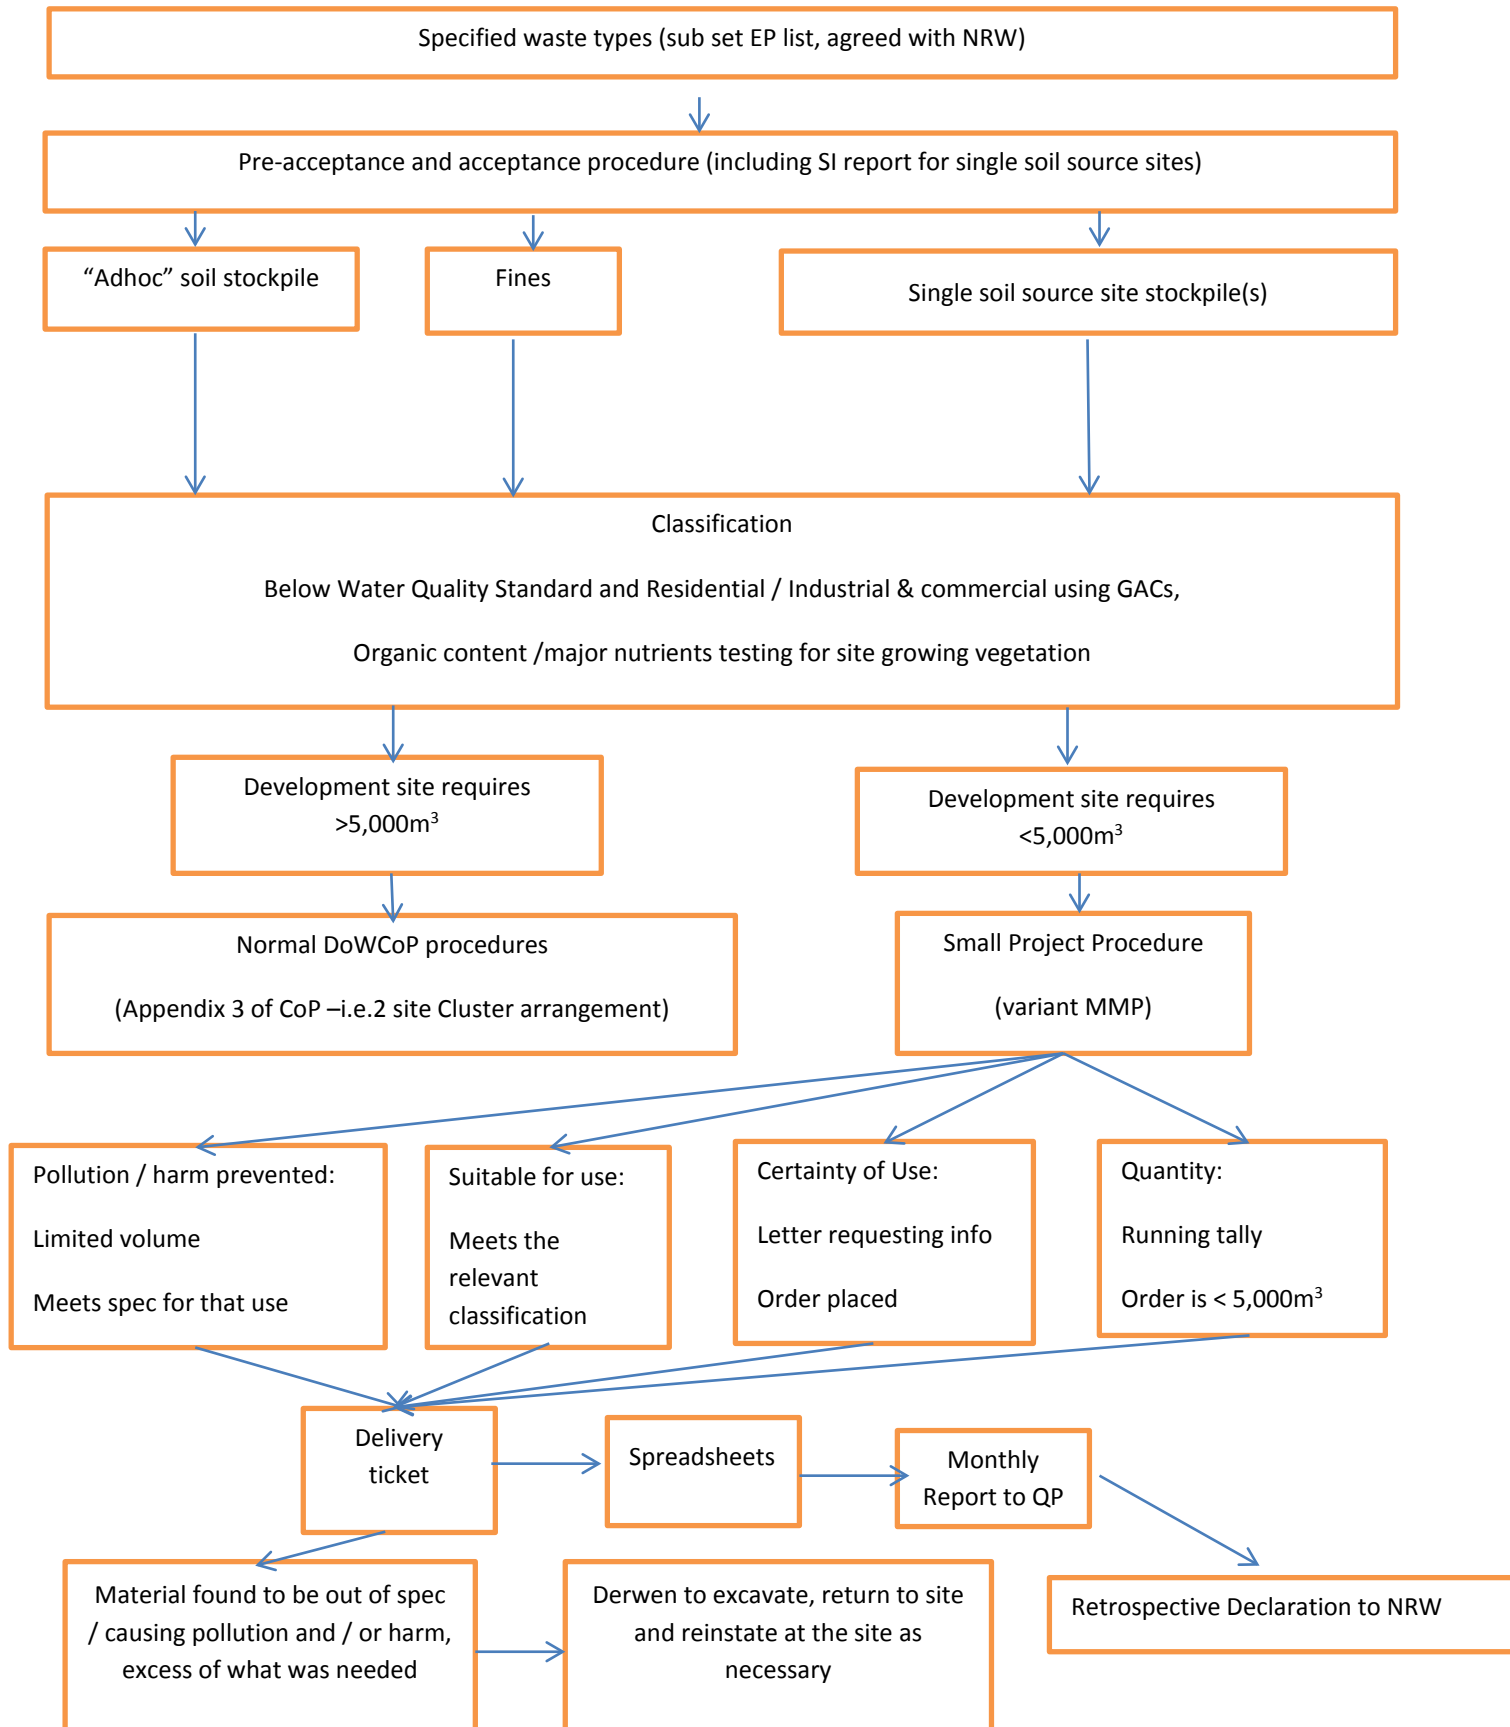 Specified waste types (sub set EP list, agreed with NRW)
Pre-acceptance and acceptance procedure (including SI report for single soil source sites)
“Adhoc” soil stockpile
Fines
Single soil source site stockpile(s)
Classification
Below Water Quality Standard and Residential / Industrial & commercial using GACs,
Organic content /major nutrients testing for site growing vegetation
Development site requires
>5,000m³
Development site requires
<5,000m³
Normal DoWCoP procedures
(Appendix 3 of CoP –i.e.2 site Cluster arrangement)
Small Project Procedure
(variant MMP)
Pollution / harm prevented:
Limited volume
Meets spec for that use
Suitable for use:
Meets the
relevant
classification
Certainty of Use:
Letter requesting info
Order placed
Quantity:
Running tally
Order is < 5,000m³
Delivery
ticket
Spreadsheets
Monthly
Report to QP
Material found to be out of spec
/ causing pollution and / or harm,
excess of what was needed
Derwen to excavate, return to site
and reinstate at the site as
necessary
Retrospective Declaration to NRW